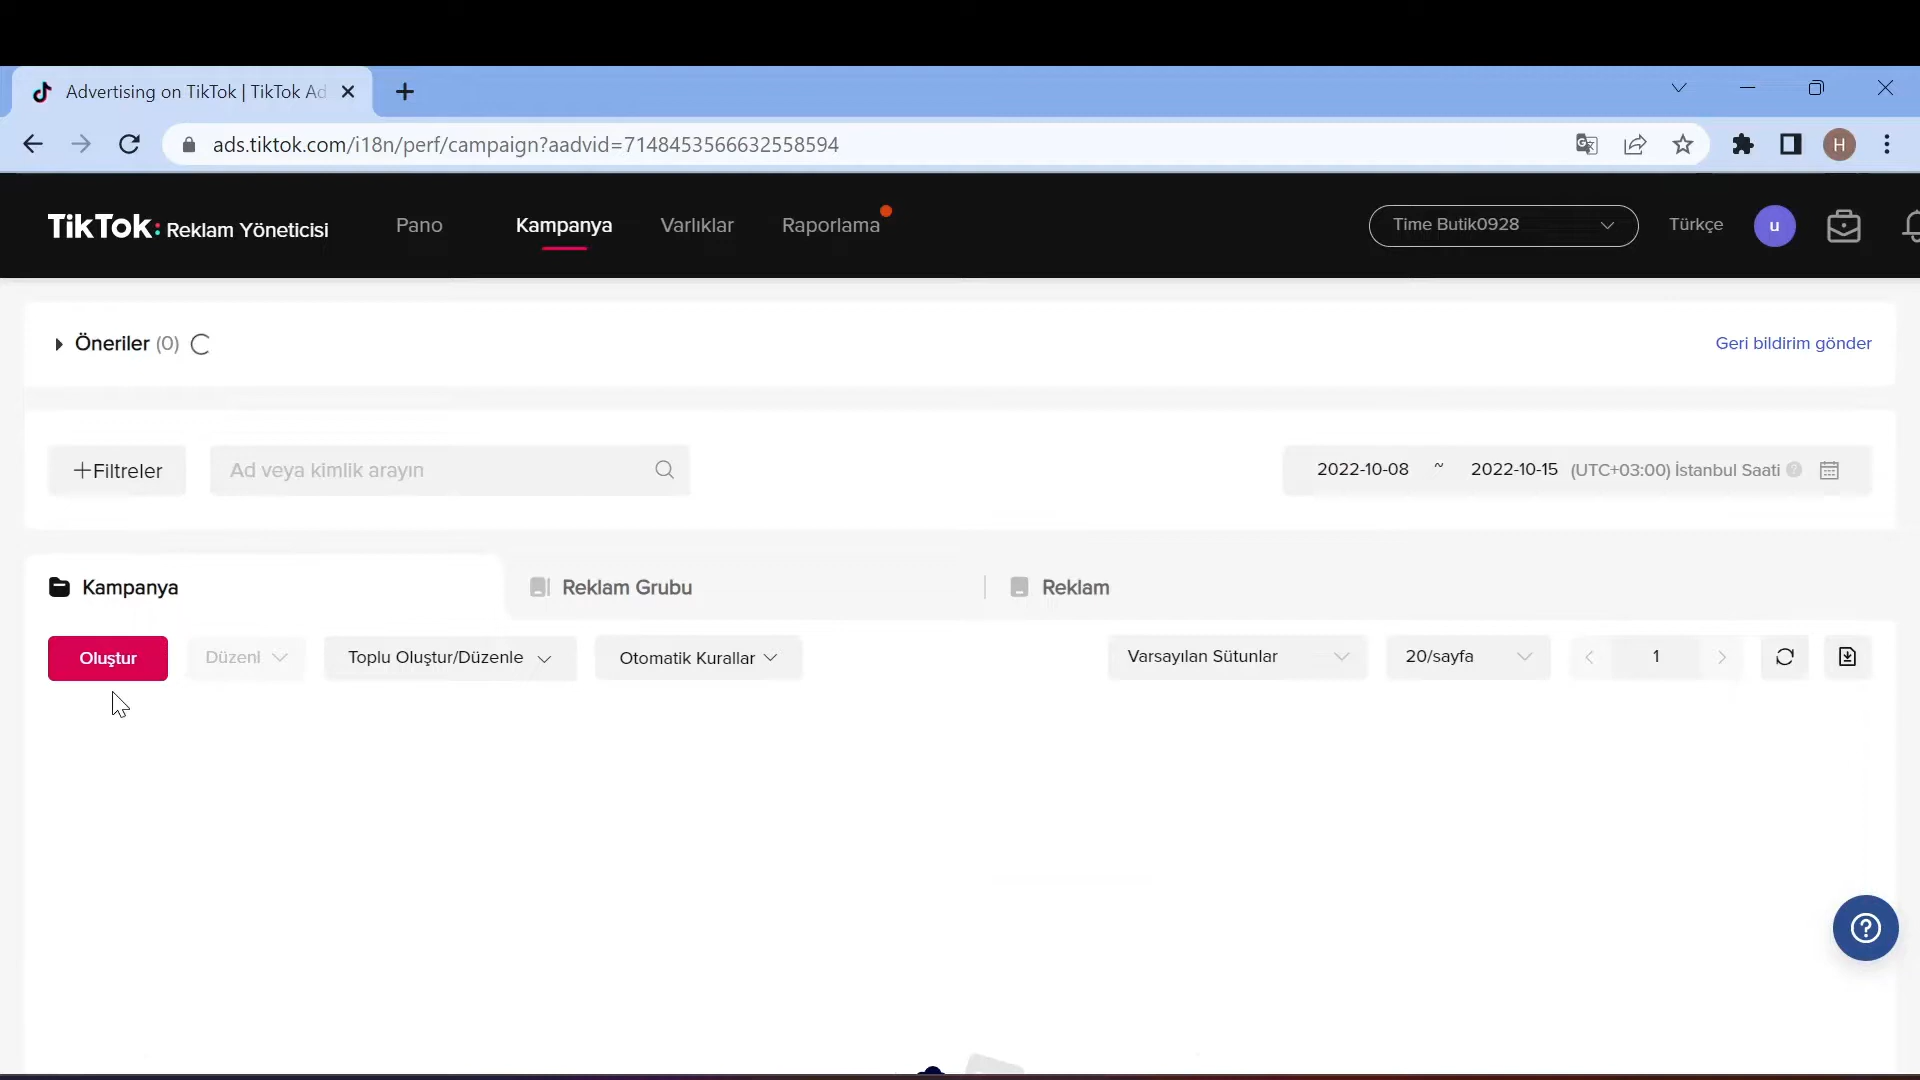 Advertising on TikTok | TikTok Ad
ads.tiktok.com/i18n/perf/campaign?aadvid=7148453566632558594
H
TikTok: Reklam Yöneticisi
Pano
Kampanya
Varlıklar
Raporlama
Time Butik0928
Türkçe
u
Öneriler (0)
Geri bildirim gönder
+Filtreler
Ad veya kimlik arayın
2022-10-08 ~ 2022-10-15 (UTC+03:00) İstanbul Saati
Kampanya
Reklam Grubu
Reklam
Oluştur
Düzenl
Toplu Oluştur/Düzenle
Otomatik Kurallar
Varsayılan Sütunlar
20/sayfa
1